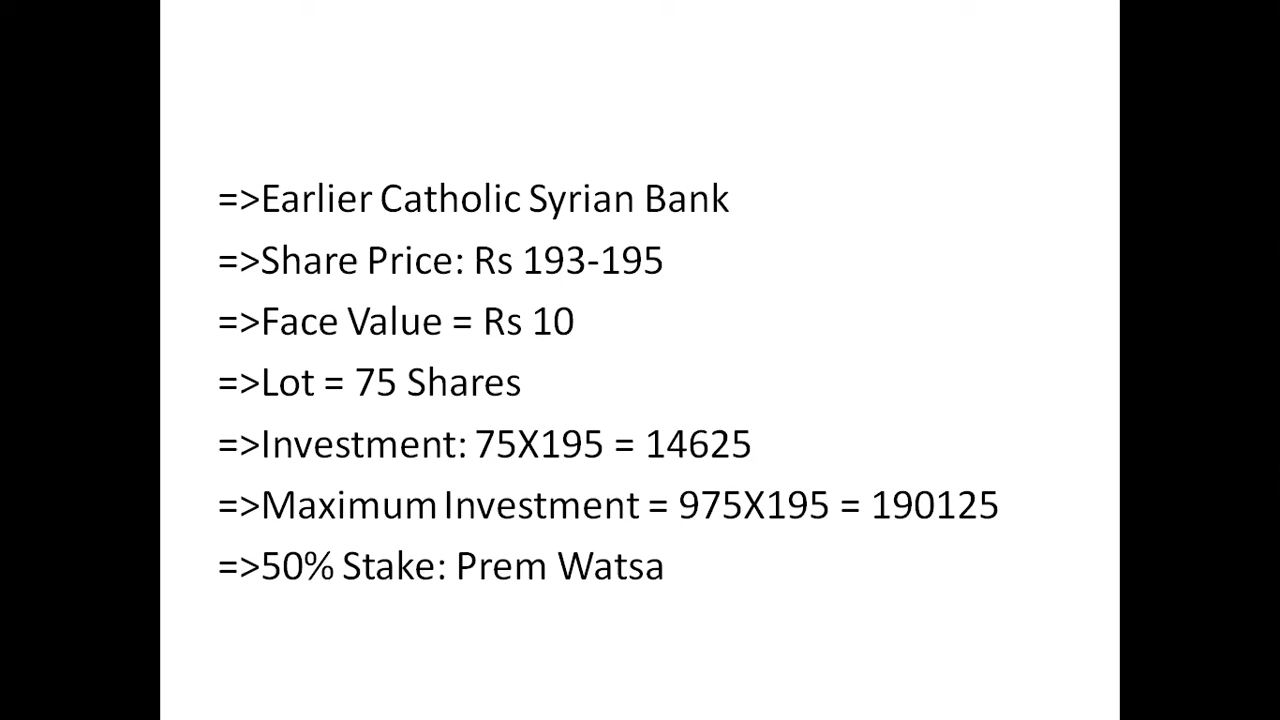 =>Earlier Catholic Syrian Bank
=>Share Price: Rs 193-195
=>Face Value = Rs 10
=>Lot = 75 Shares
=>Investment: 75X195 = 14625
=>Maximum Investment = 975X195 = 190125
=>50% Stake: Prem Watsa